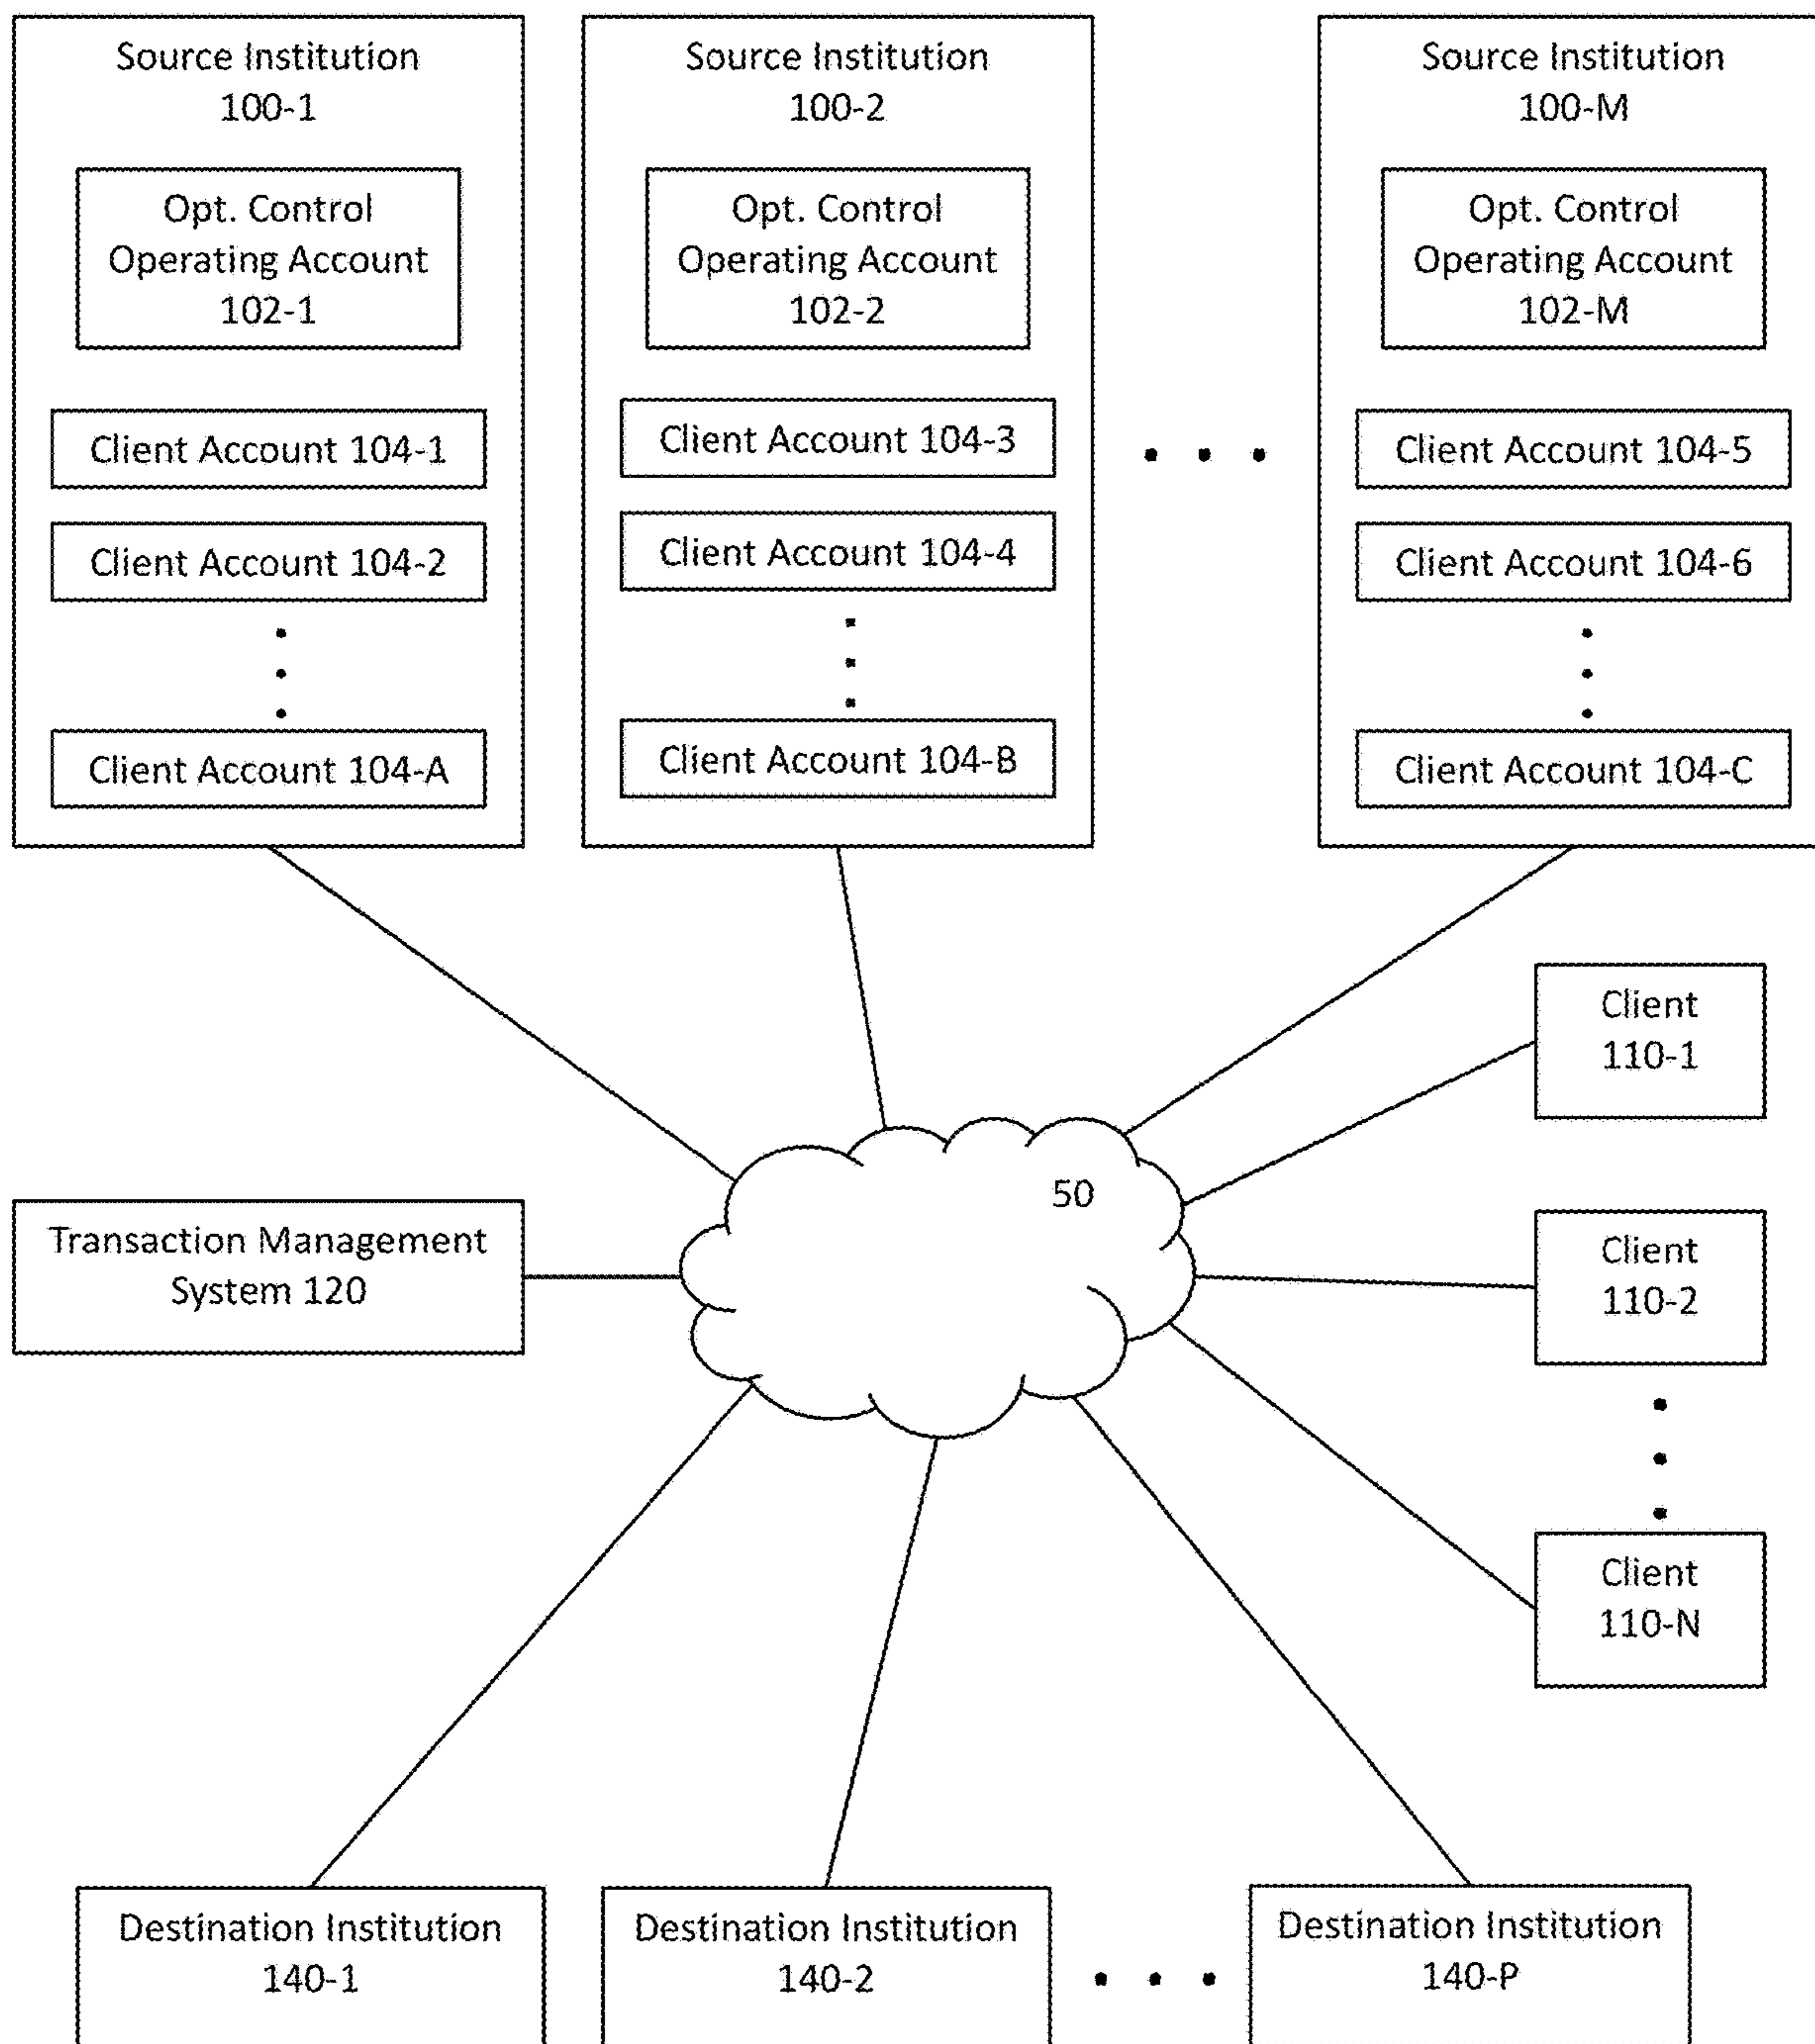 Source Institution
100-1
Opt. Control
Operating Account
102-1
Client Account 104-1
Client Account 104-2
Client Account 104-A
Source Institution
100-2
Opt. Control
Operating Account
102-2
Client Account 104-3
Client Account 104-4
Client Account 104-B
Source Institution
100-M
Opt. Control
Operating Account
102-M
Client Account 104-5
Client Account 104-6
Client Account 104-C
Client
110-1
50
Transaction Management
System 120
Client
110-2
Client
110-N
Destination Institution
140-1
Destination Institution
140-2
Destination Institution
140-P